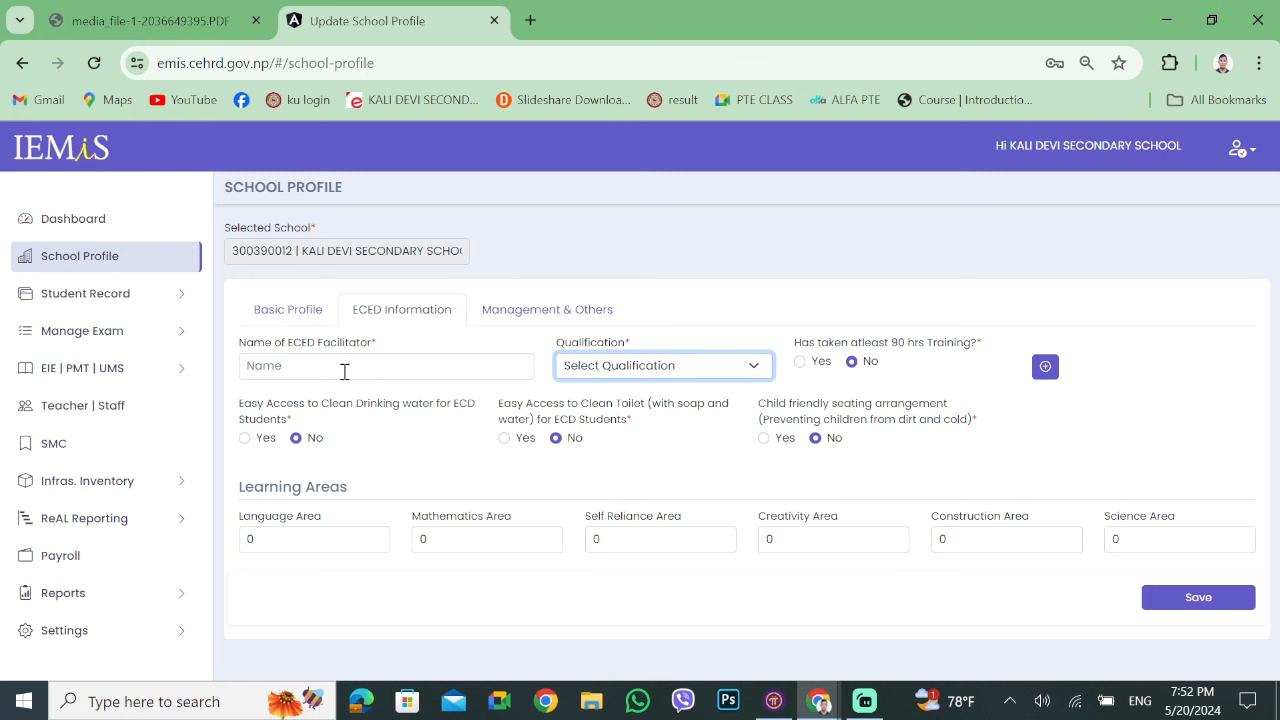 media_file-1-2036649395.PDF
Update School Profile
emis.cehrd.gov.np/#/school-profile
Gmail
Maps
YouTube
ku login
KALI DEVI SECOND...
Slideshare Downloa...
result
PTE CLASS
alfa ALFA PTE
Course | Introductio...
All Bookmarks
IEMiS
Hi KALI DEVI SECONDARY SCHOOL
Dashboard
School Profile
Student Record
Manage Exam
EIE | PMT | UMS
Teacher | Staff
SMC
Infras. Inventory
ReAL Reporting
Payroll
Reports
Settings
SCHOOL PROFILE
Selected School*
300390012 | KALI DEVI SECONDARY SCHO
Basic Profile
ECED Information
Management & Others
Name of ECED Facilitator*
Qualification*
Has taken atleast 90 hrs Training?*
Name
Select Qualification
Yes No
Easy Access to Clean Drinking water for ECD
Students*
Yes No
Easy Access to Clean Toilet (with soap and
water) for ECD Students*
Yes No
Child friendly seating arrangement
(Preventing children from dirt and cold)*
Yes No
Learning Areas
Language Area
Mathematics Area
Self Reliance Area
Creativity Area
Construction Area
Science Area
0
0
0
0
0
0
Save
Type here to search
Ps
1
78°F
ENG
7:52 PM
5/20/2024